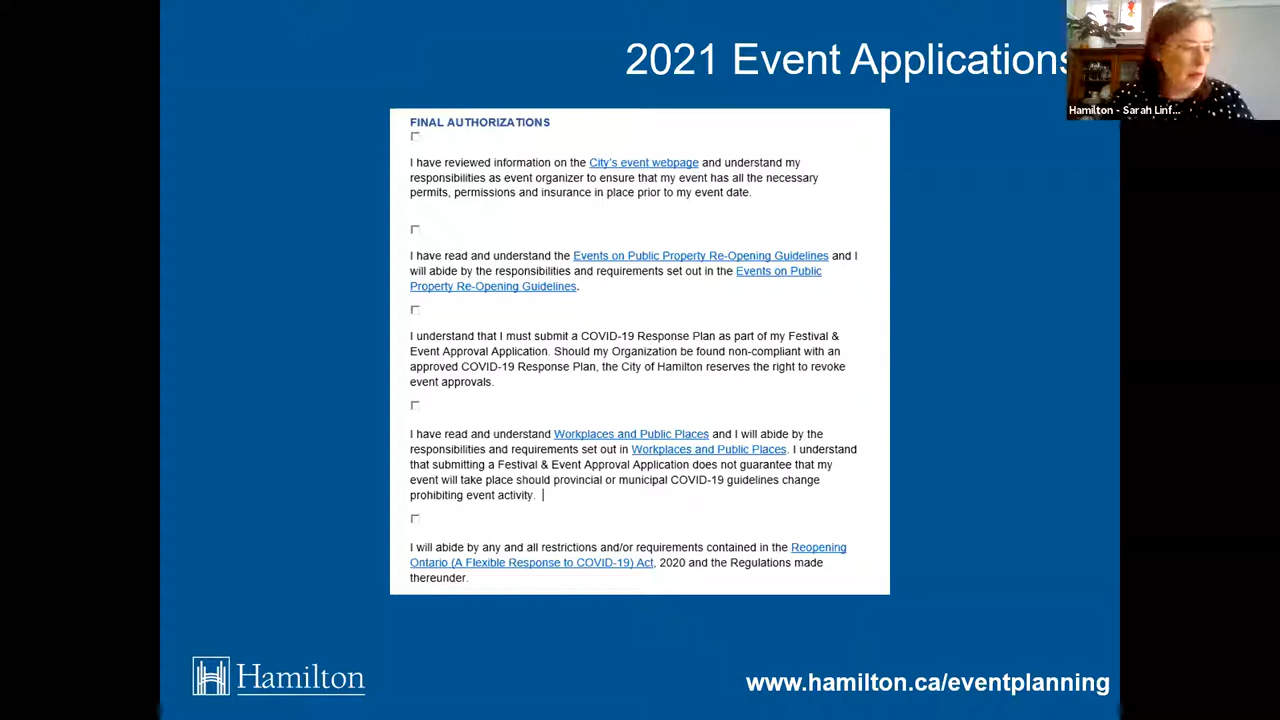 2021 Event Applications
Hamilton - Sarah Linf...
FINAL AUTHORIZATIONS
I have reviewed information on the City's event webpage and understand my
responsibilities as event organizer to ensure that my event has all the necessary
permits, permissions and insurance in place prior to my event date.
I have read and understand the Events on Public Property Re-Opening Guidelines and I
will abide by the responsibilities and requirements set out in the Events on Public
Property Re-Opening Guidelines.
I understand that I must submit a COVID-19 Response Plan as part of my Festival &
Event Approval Application. Should my Organization be found non-compliant with an
approved COVID-19 Response Plan, the City of Hamilton reserves the right to revoke
event approvals.
I have read and understand Workplaces and Public Places and I will abide by the
responsibilities and requirements set out in Workplaces and Public Places. I understand
that submitting a Festival & Event Approval Application does not guarantee that my
event will take place should provincial or municipal COVID-19 guidelines change
prohibiting event activity.
I will abide by any and all restrictions and/or requirements contained in the Reopening
Ontario (A Flexible Response to COVID-19) Act, 2020 and the Regulations made
thereunder.
Hamilton
www.hamilton.ca/eventplanning